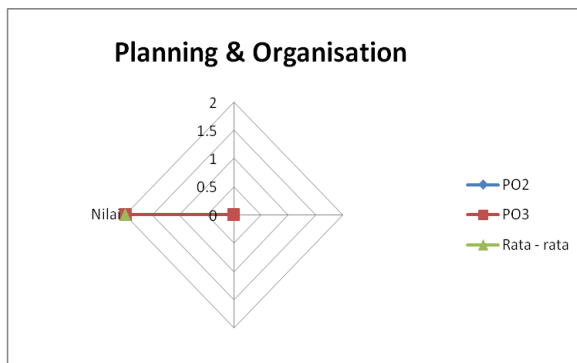 Planning & Organisation
2
1.5
1
0.5
0
Nilai
PO2
PO3
Rata - rata